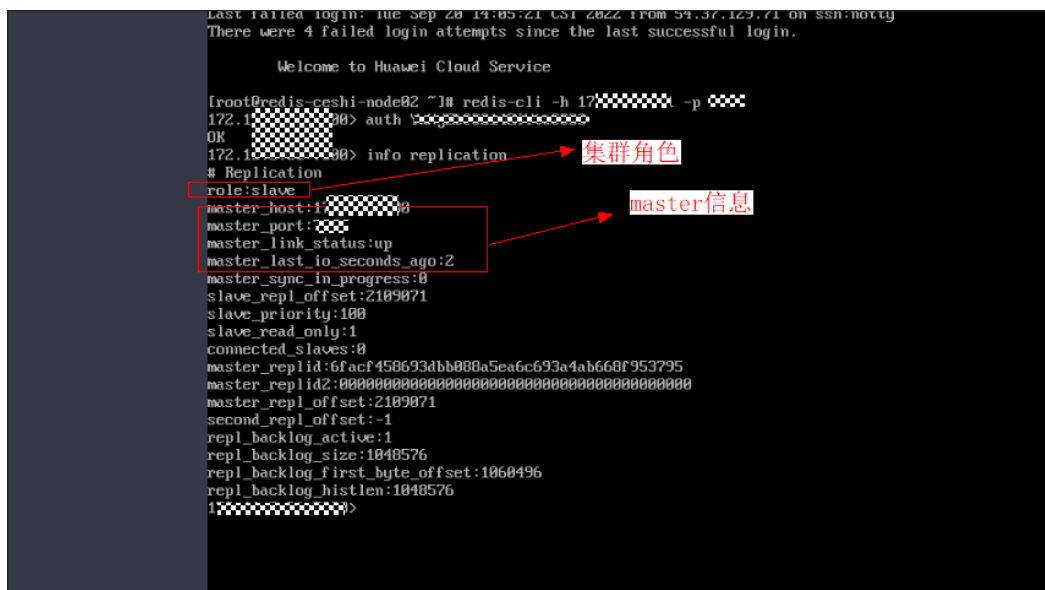 Last failed login: Tue Sep 20 14:05:21 CST 2022 from 54.37.129.71 on ssh:notty
There were 4 failed login attempts since the last successful login.
Welcome to Huawei Cloud Service
[root@redis-ceshi-node02 ~]# redis-cli -h 17 -p
172.1 00> auth
OK
172.1 00> info replication
集群角色
# Replication
role:slave
master_host:17 0
master信息
master_port:
master_link_status:up
master_last_io_seconds_ago:2
master_sync_in_progress:0
slave_repl_offset:2109071
slave_priority:100
slave_read_only:1
connected_slaves:0
master_replid:6facf458693dbb088a5ea6c693a4ab668f953795
master_replid2:0000000000000000000000000000000000000000
master_repl_offset:2109071
second_repl_offset:-1
repl_backlog_active:1
repl_backlog_size:1048576
repl_backlog_first_byte_offset:1060496
repl_backlog_histlen:1048576
1 >